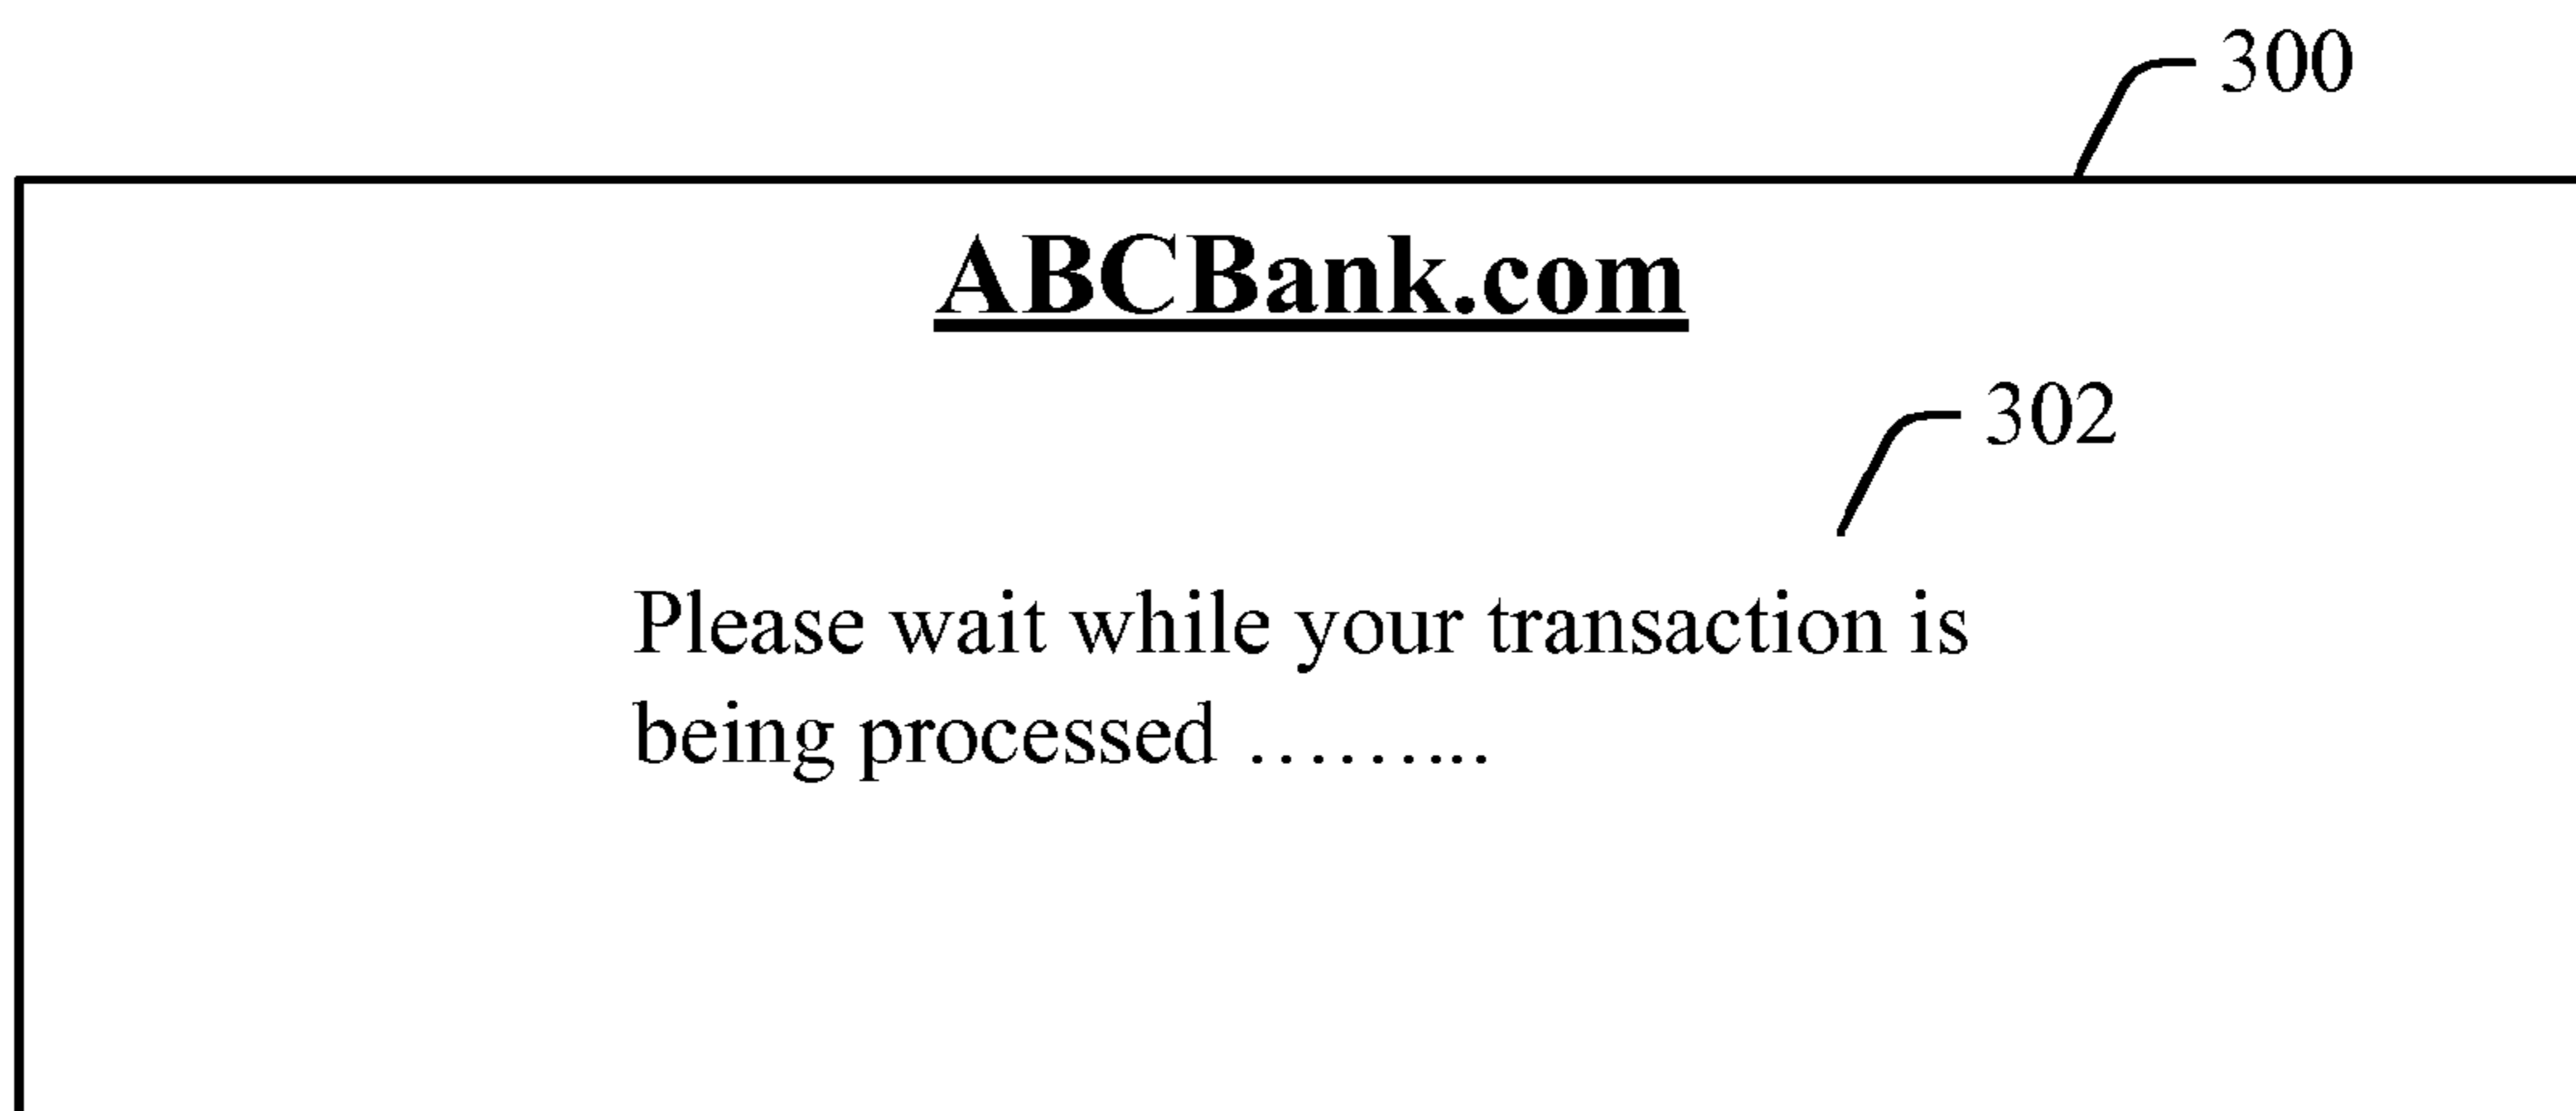 300
ABCBank.com
302
Please wait while your transaction is
being processed ………